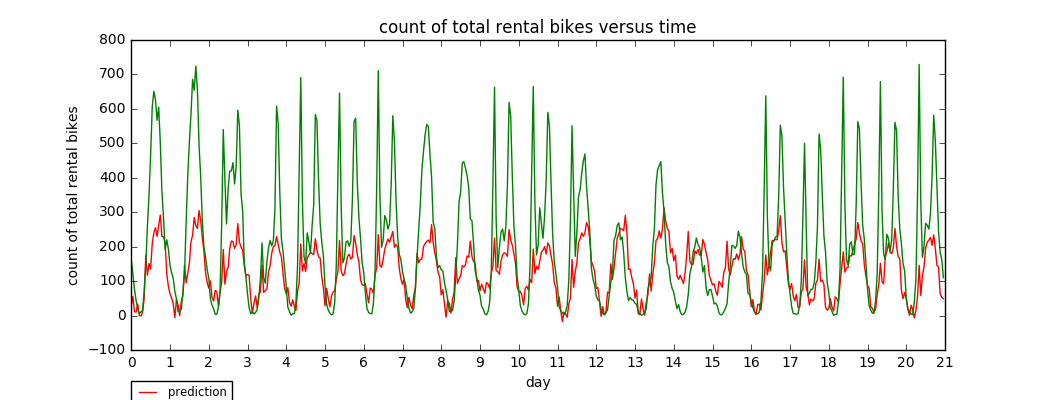 count of total rental bikes versus time
800
700
600
500
400
300
200
100
0
−100
count of total rental bikes
0 1 2 3 4 5 6 7 8 9 10 11 12 13 14 15 16 17 18 19 20 21
day
prediction